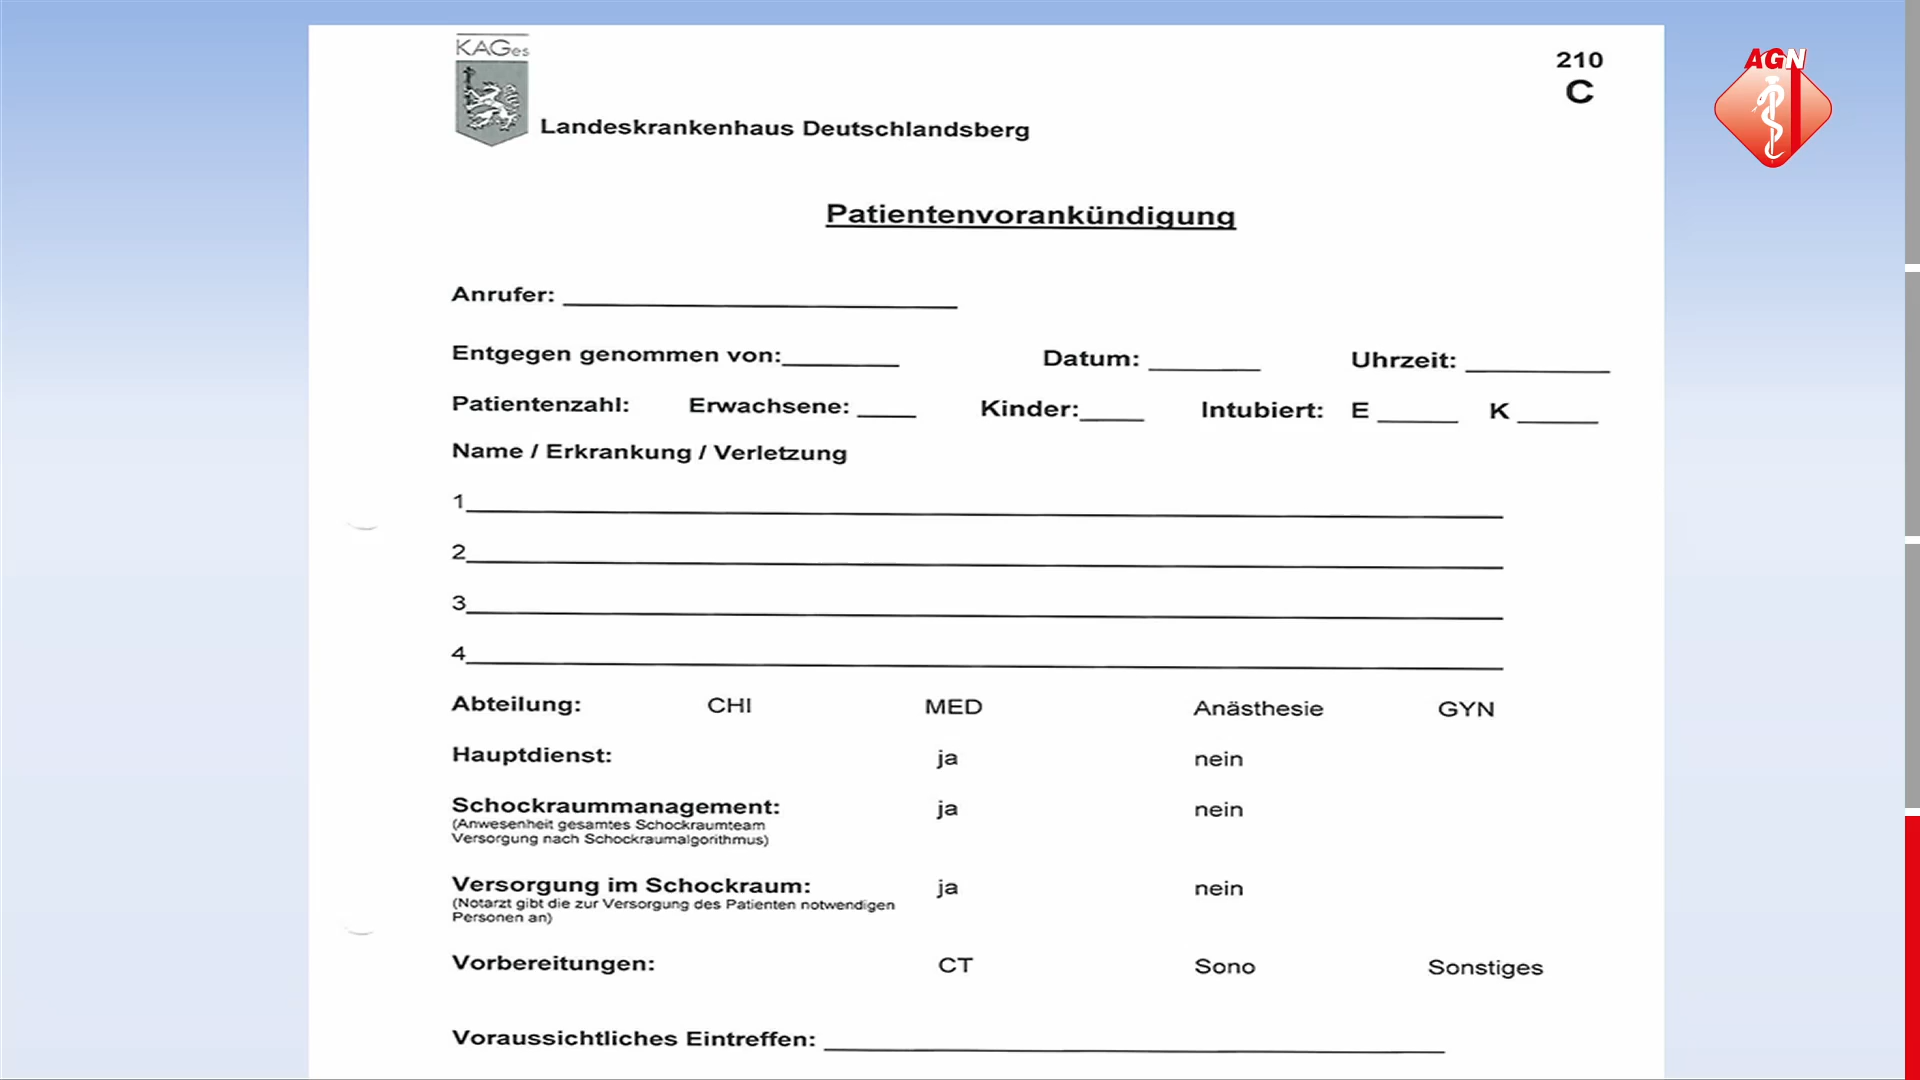 KAGes
210
AGN
C
Landeskrankenhaus Deutschlandsberg
Patientenvorankündigung
Anrufer:
Entgegen genommen von: Datum: Uhrzeit:
Patientenzahl: Erwachsene: Kinder: Intubiert: E K
Name / Erkrankung / Verletzung
1
2
3
4
Abteilung: CHI MED Anästhesie GYN
Hauptdienst: ja nein
Schockraummanagement: ja nein
(Anwesenheit gesamtes Schockraumteam
Versorgung nach Schockraumalgorithmus)
Versorgung im Schockraum: ja nein
(Notarzt gibt die zur Versorgung des Patienten notwendigen
Personen an)
Vorbereitungen: CT Sono Sonstiges
Voraussichtliches Eintreffen: